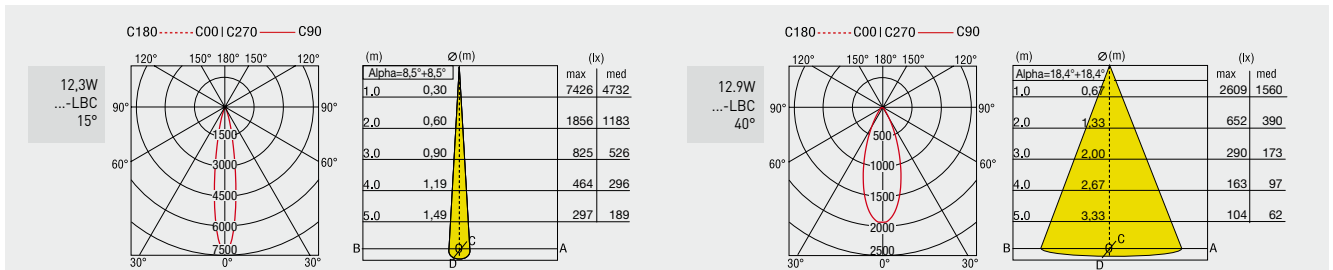 C180 C00 C270 C90
12,3W
...-LBC
15°
120° 150° 180° 150° 120°
90° 90°
60° 60°
1500
3000
4500
6000
7500
30° 0° 30°
(m) Ø(m) (lx)
Alpha=8,5°+8,5° max med
1.0 0,30 7426 4732
2.0 0,60 1856 1183
3.0 0,90 825 526
4.0 1,19 464 296
5.0 1,49 297 189
B C A
D
C180 C00 C270 C90
12.9W
...-LBC
40°
120° 150° 180° 150° 120°
90° 90°
60° 60°
500
1000
1500
2000
2500
30° 0° 30°
(m) Ø(m) (lx)
Alpha=18,4°+18,4° max med
1.0 0,67 2609 1560
2.0 1,33 652 390
3.0 2,00 290 173
4.0 2,67 163 97
5.0 3,33 104 62
B C A
D